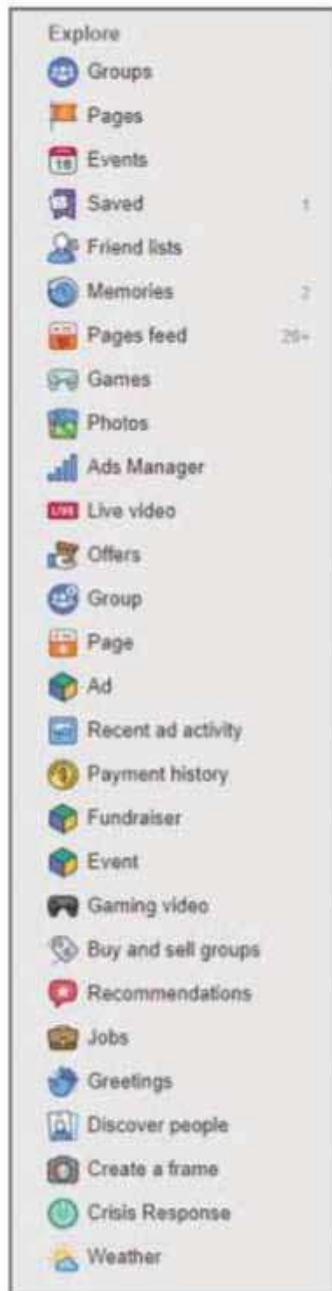 Explore
Groups
Pages
18 Events
Saved 1
Friend lists
Memories 2
Pages feed 20+
Games
Photos
Ads Manager
LIVE Live video
Offers
Group
Page
Ad
Recent ad activity
Payment history
Fundraiser
Event
Gaming video
Buy and sell groups
Recommendations
Jobs
Greetings
Discover people
Create a frame
Crisis Response
Weather